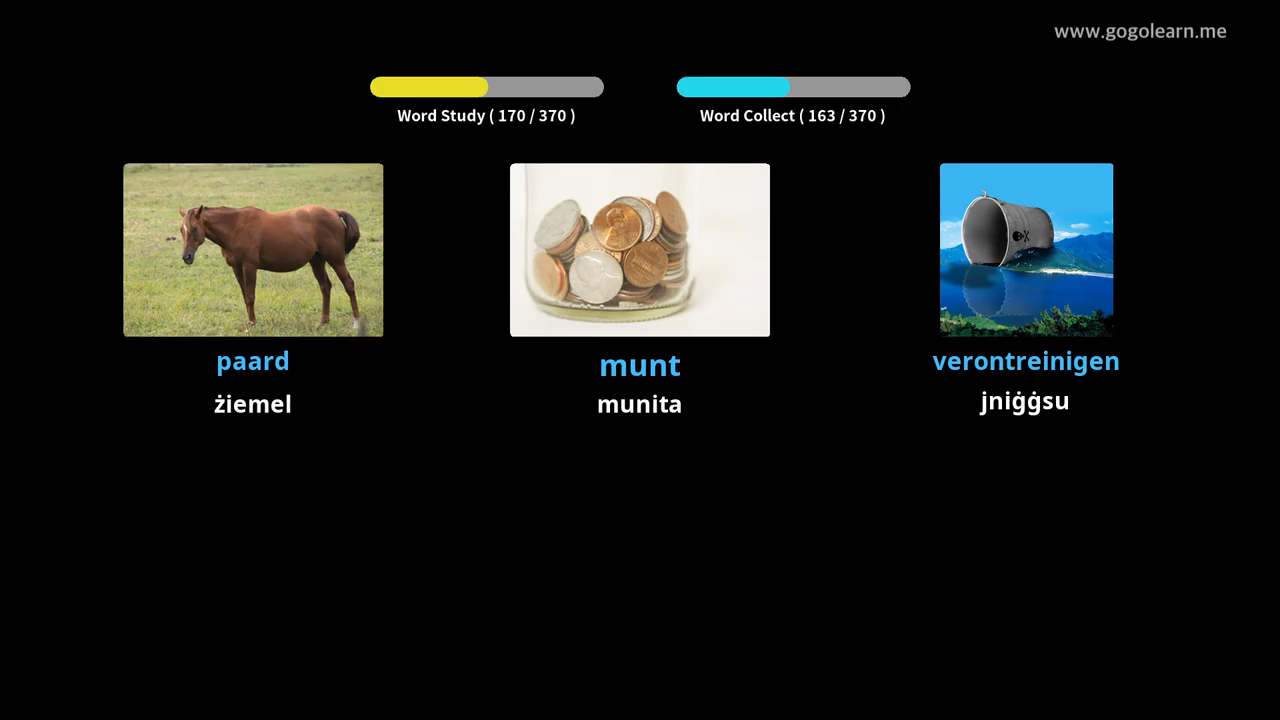 www.gogolearn.me
Word Study ( 170 / 370 )
Word Collect ( 163 / 370 )
paard
munt
verontreinigen
żiemel
munita
jniġġsu